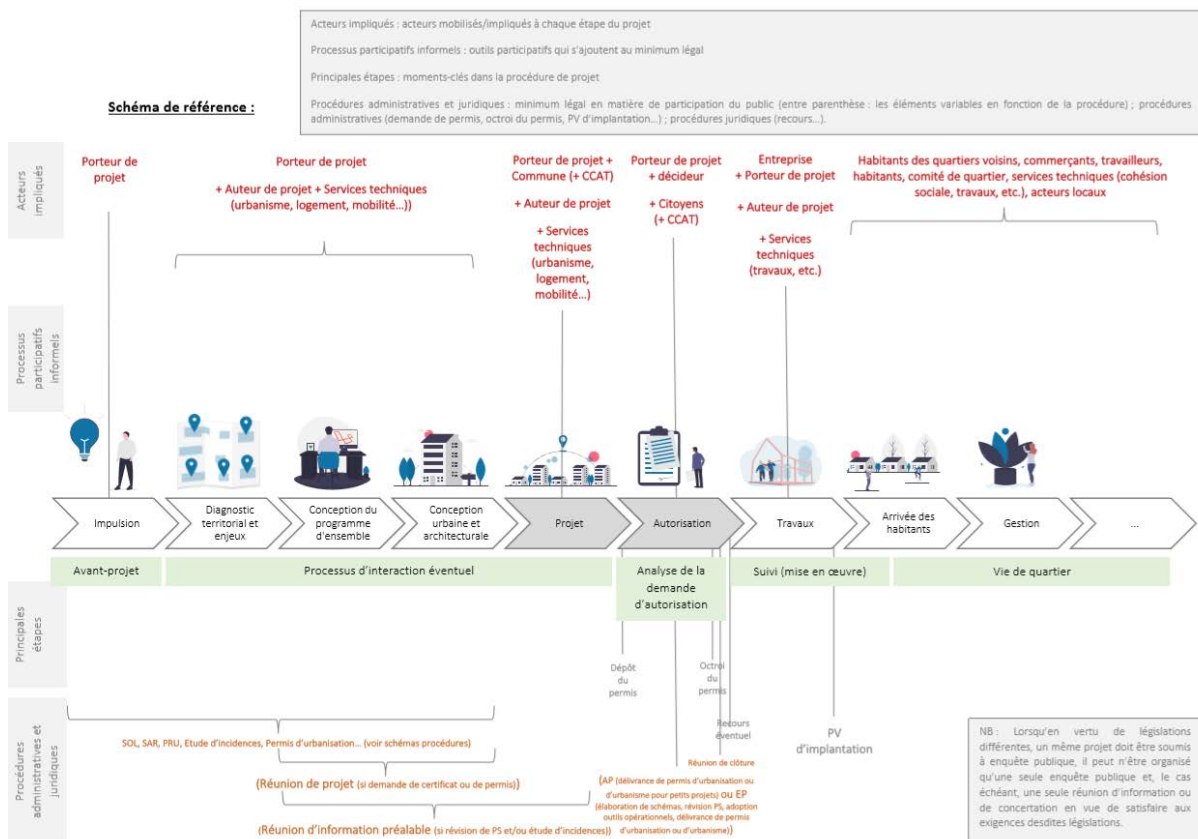 Acteurs impliqués : acteurs mobilisés/impliqués à chaque étape du projet
Processus participatifs informels : outils participatifs qui s'ajoutent au minimum légal
Principales étapes : moments-clés dans la procédure de projet
Procédures administratives et juridiques : minimum légal en matière de participation du public (entre parenthèse : les éléments variables en fonction de la procédure) ; procédures
administratives (demande de permis, octroi du permis, PV d'implantation...) ; procédures juridiques (recours...).
Schéma de référence :
Acteurs
impliqués
Porteur de
projet
Porteur de projet
+ Auteur de projet + Services techniques
(urbanisme, logement, mobilité...))
Porteur de projet +
Commune (+ CCAT)
+ Auteur de projet
+ Services
techniques
(urbanisme,
logement,
mobilité...)
Porteur de projet
+ décideur
+ Citoyens
(+ CCAT)
Entreprise
+ Porteur de projet
+ Auteur de projet
+ Services
techniques
(travaux, etc.)
Habitants des quartiers voisins, commerçants, travailleurs,
habitants, comité de quartier, services techniques (cohésion
sociale, travaux, etc.), acteurs locaux
Processus
participatifs
informels
Impulsion
Diagnostic
territorial et
enjeux
Conception du
programme
d'ensemble
Conception
urbaine et
architecturale
Projet
Autorisation
Travaux
Arrivée des
habitants
Gestion
...
Avant-projet
Processus d'interaction éventuel
Analyse de la
demande
d'autorisation
Suivi (mise en œuvre)
Vie de quartier
Principales
étapes
Dépôt
du
permis
Octroi
du
permis
Recours
éventuel
PV
d'implantation
Procédures
administratives et
juridiques
SOL, SAR, PRU, Etude d'incidences, Permis d'urbanisation... (voir schémas procédures)
(Réunion de projet (si demande de certificat ou de permis))
(Réunion d'information préalable (si révision de PS et/ou étude d'incidences))
Réunion de clôture
(AP (délivrance de permis d'urbanisation ou
d'urbanisme pour petits projets) ou EP
(élaboration de schémas, révision PS, adoption
outils opérationnels, délivrance de permis
d'urbanisation ou d'urbanisme))
NB : Lorsqu'en vertu de législations
différentes, un même projet doit être soumis
à enquête publique, il peut n'être organisé
qu'une seule enquête publique et, le cas
échéant, une seule réunion d'information ou
de concertation en vue de satisfaire aux
exigences desdites législations.